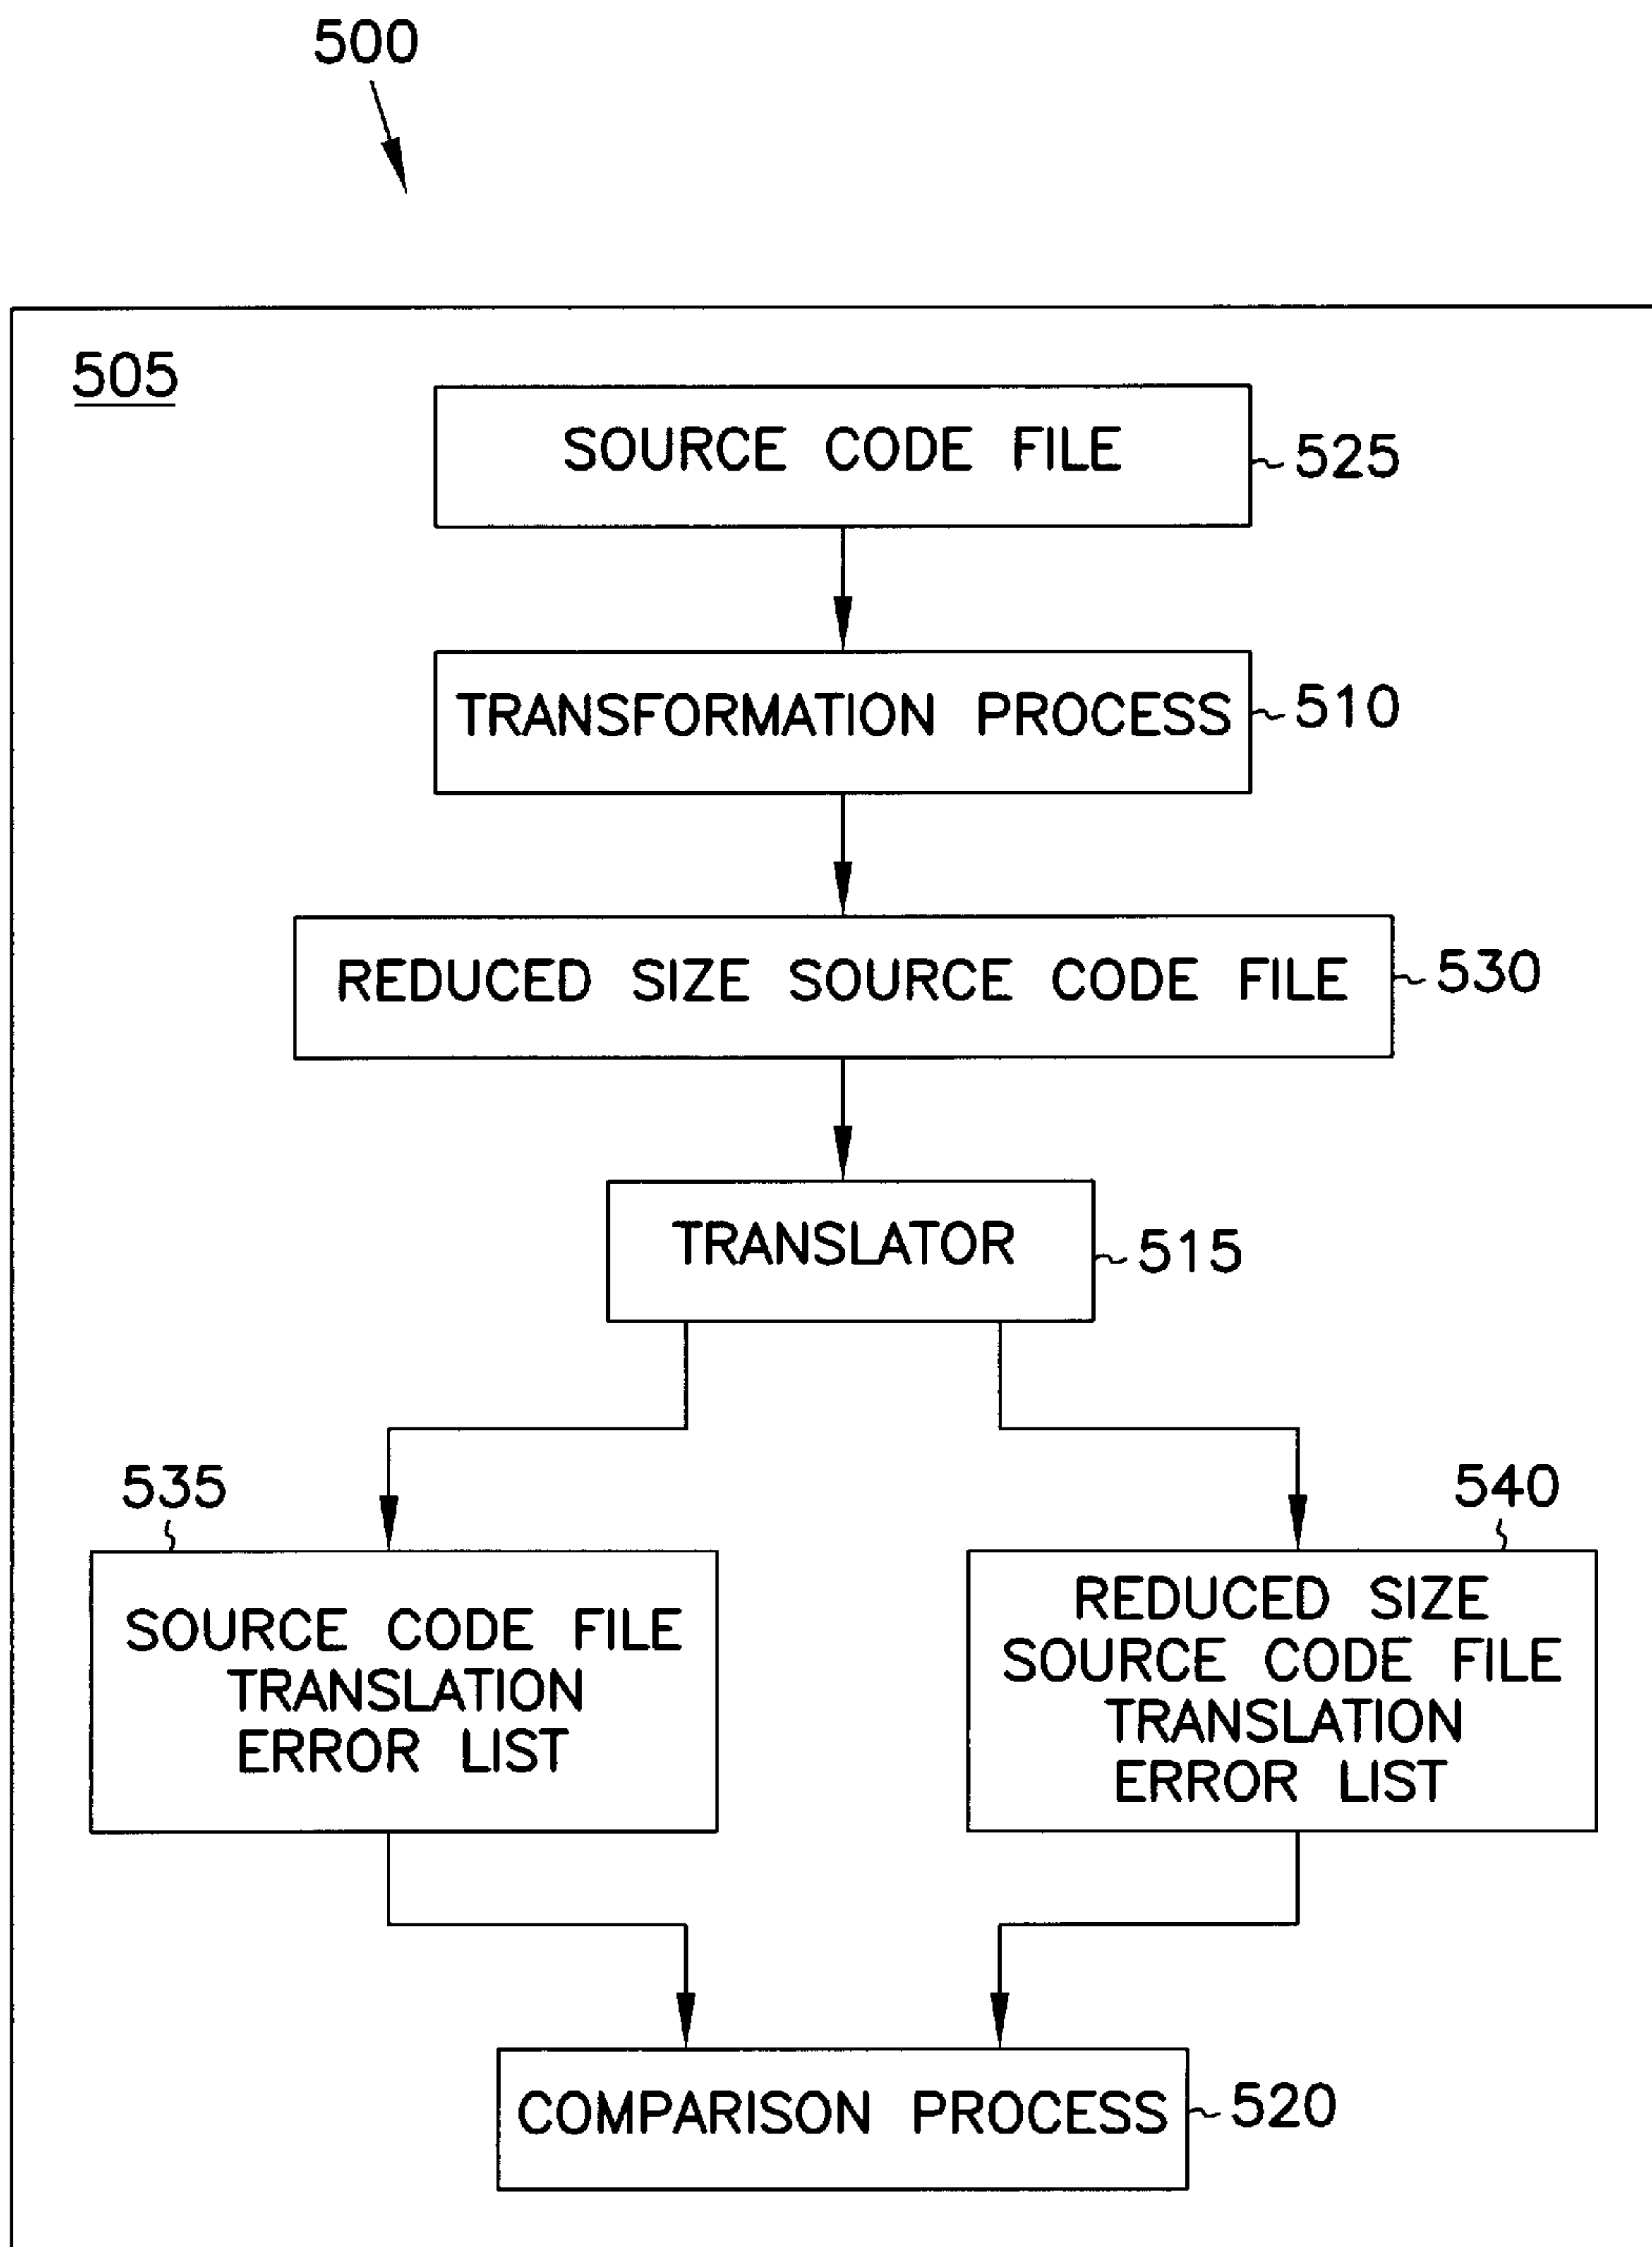 500
505
SOURCE CODE FILE
525
TRANSFORMATION PROCESS
510
REDUCED SIZE SOURCE CODE FILE
530
TRANSLATOR
515
535
540
SOURCE CODE FILE
TRANSLATION
ERROR LIST
REDUCED SIZE
SOURCE CODE FILE
TRANSLATION
ERROR LIST
COMPARISON PROCESS
520